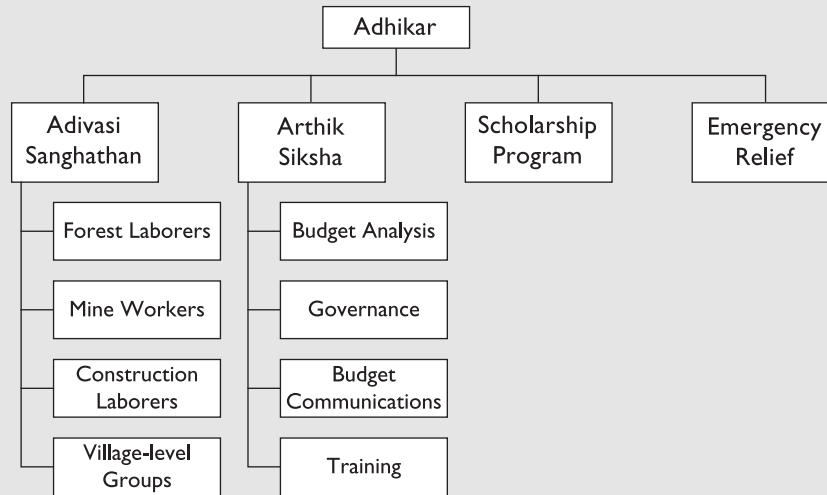 Adhikar
Adivasi
Sanghathan
Arthik
Siksha
Scholarship
Program
Emergency
Relief
Forest Laborers
Mine Workers
Construction
Laborers
Village-level
Groups
Budget Analysis
Governance
Budget
Communications
Training